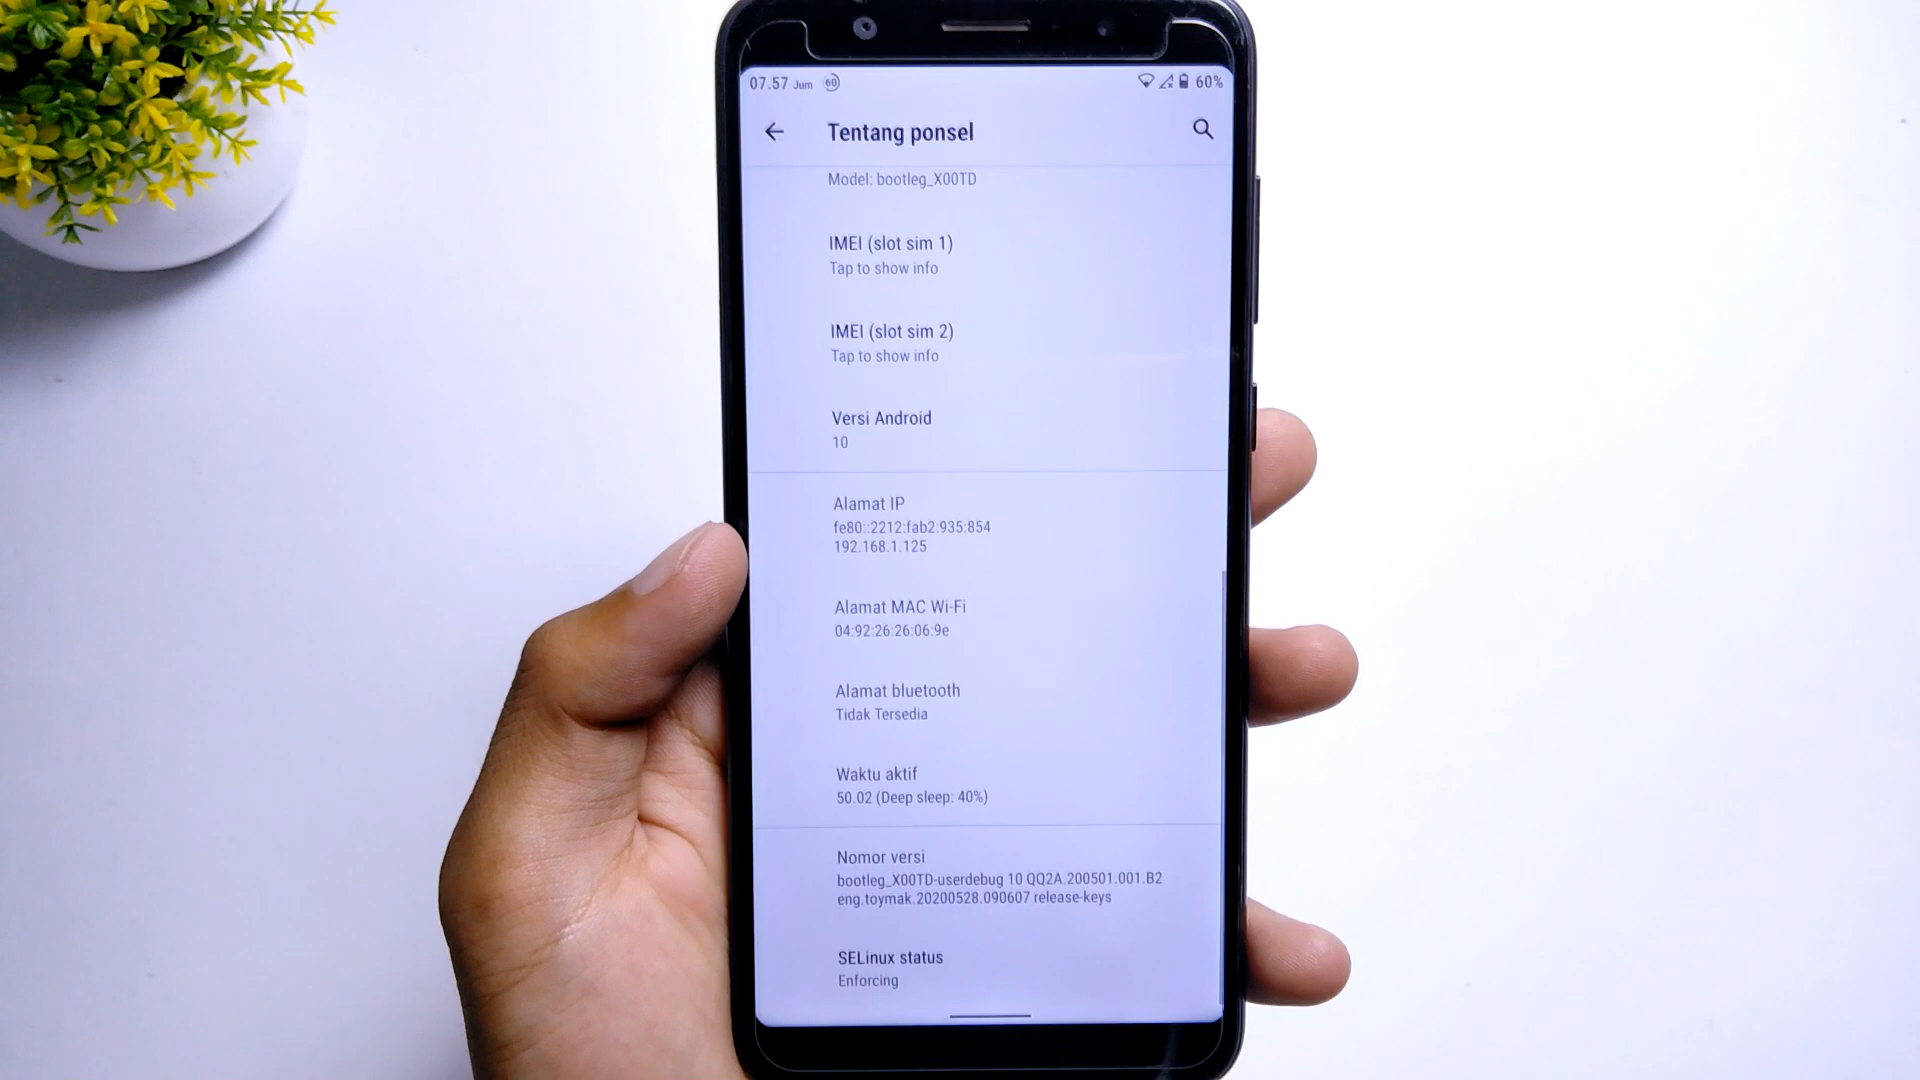 07.57 Jum 60 60%
Tentang ponsel
Model: bootleg_X00TD
IMEI (slot sim 1)
Tap to show info
IMEI (slot sim 2)
Tap to show info
Versi Android
10
Alamat IP
fe80::2212:fab2:935:854
192.168.1.125
Alamat MAC Wi-Fi
04:92:26:26:06:9e
Alamat bluetooth
Tidak Tersedia
Waktu aktif
50.02 (Deep sleep: 40%)
Nomor versi
bootleg_X00TD-userdebug 10 QQ2A.200501.001.B2
eng.toymak.20200528.090607 release-keys
SELinux status
Enforcing